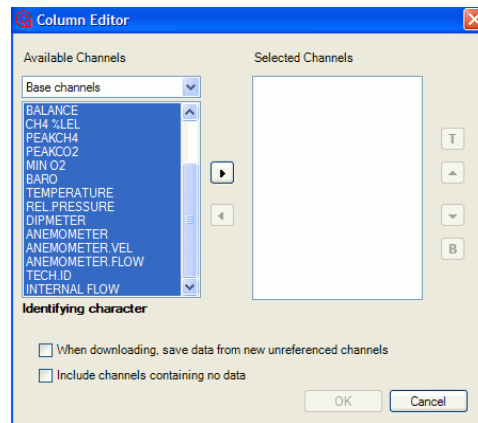 Column Editor
Available Channels
Selected Channels
Base channels
BALANCE
CH4 %LEL
PEAKCH4
PEAKCO2
MIN O2
BARO
TEMPERATURE
REL.PRESSURE
DIPMETER
ANEMOMETER
ANEMOMETER.VEL
ANEMOMETER.FLOW
TECH.ID
INTERNAL FLOW
T
B
Identifying character
When downloading, save data from new unreferenced channels
Include channels containing no data
OK
Cancel